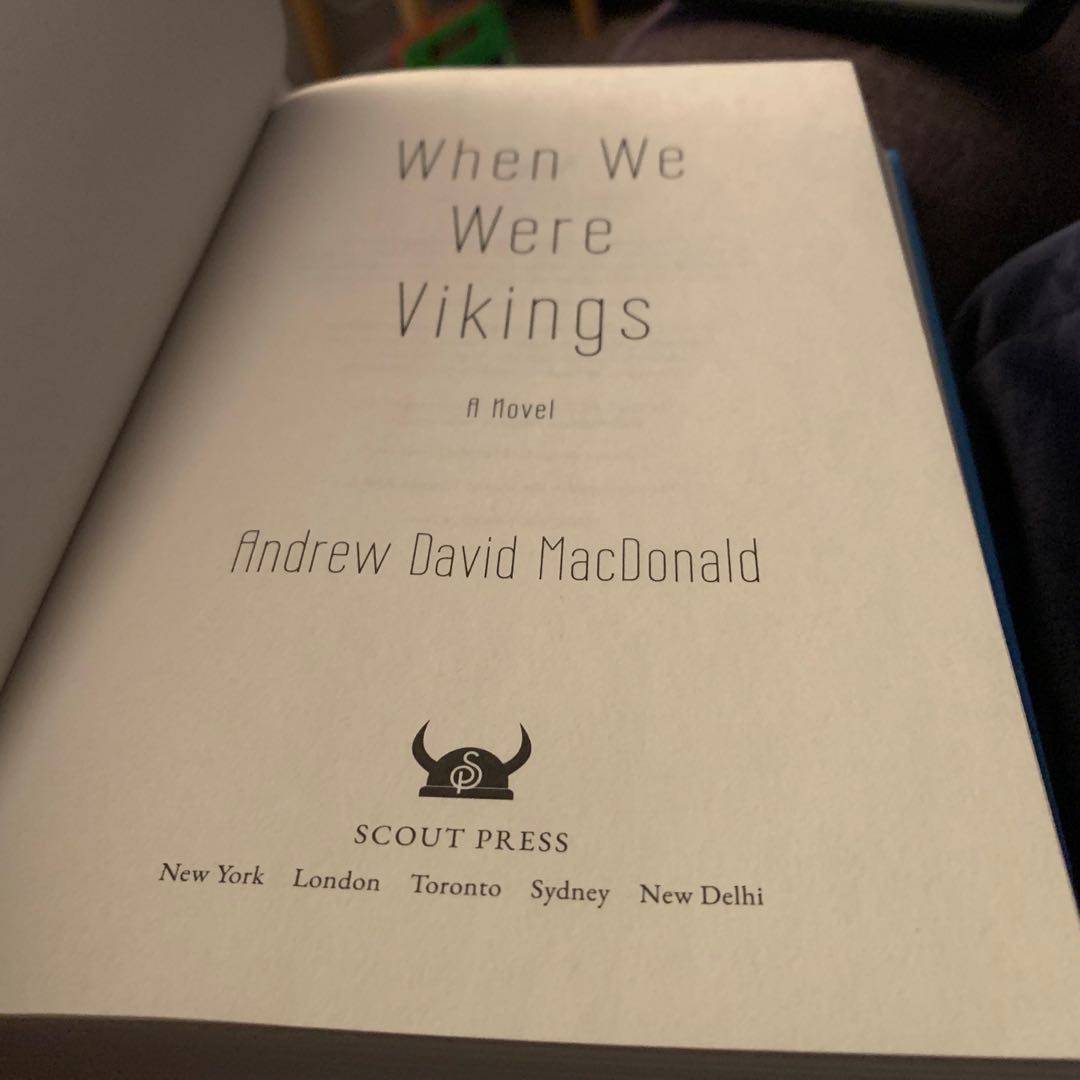 When We
Were
Vikings
A Novel
Andrew David MacDonald
SP
SCOUT PRESS
New York London Toronto Sydney New Delhi